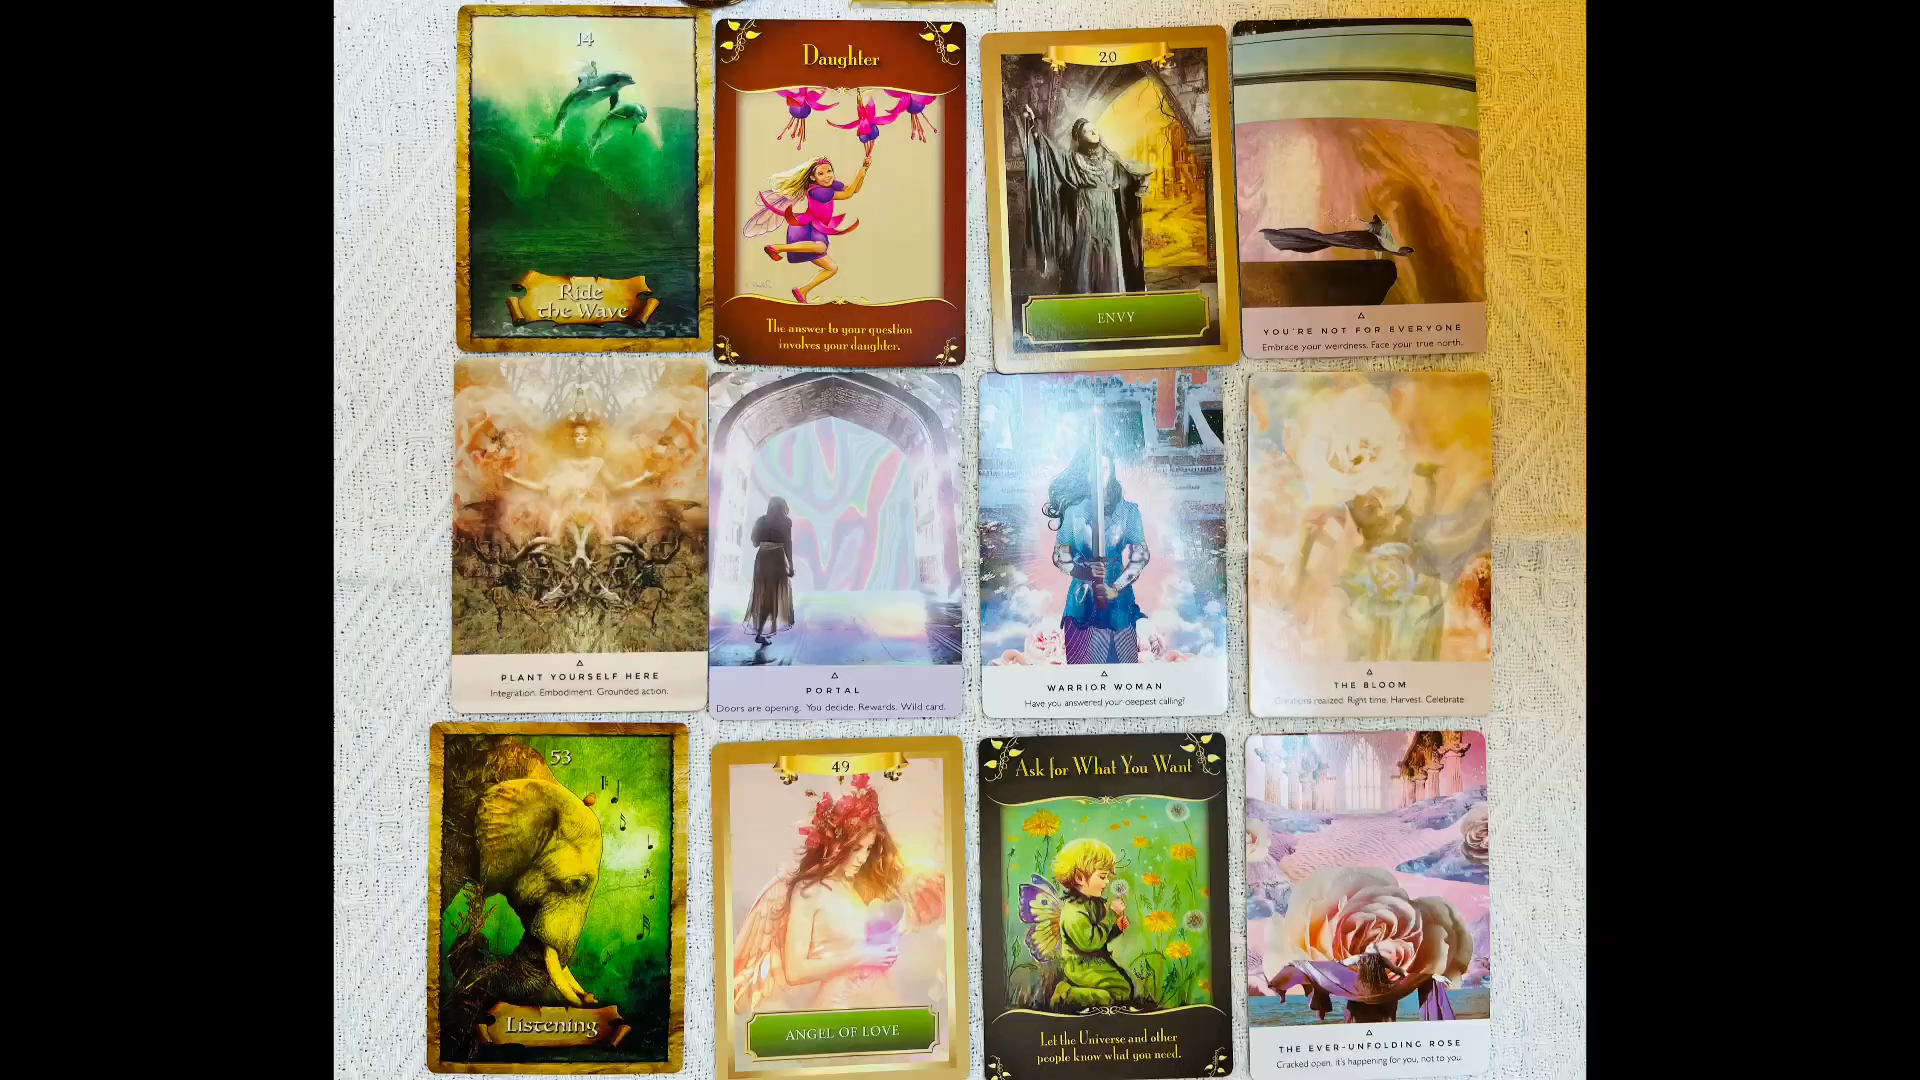 14
Ride
the Wave
Daughter
The answer to your question
involves your daughter.
20
ENVY
YOU'RE NOT FOR EVERYONE
Embrace your weirdness. Face your true north.
PLANT YOURSELF HERE
Integration. Embodiment. Grounded action.
PORTAL
Doors are opening. You decide. Rewards. Wild card.
WARRIOR WOMAN
Have you answered your deepest calling?
THE BLOOM
Creations realized. Right time. Harvest. Celebrate
53
Listening
49
ANGEL OF LOVE
Ask for What You Want
Let the Universe and other
people know what you need.
THE EVER-UNFOLDING ROSE
Cracked open, it's happening for you, not to you